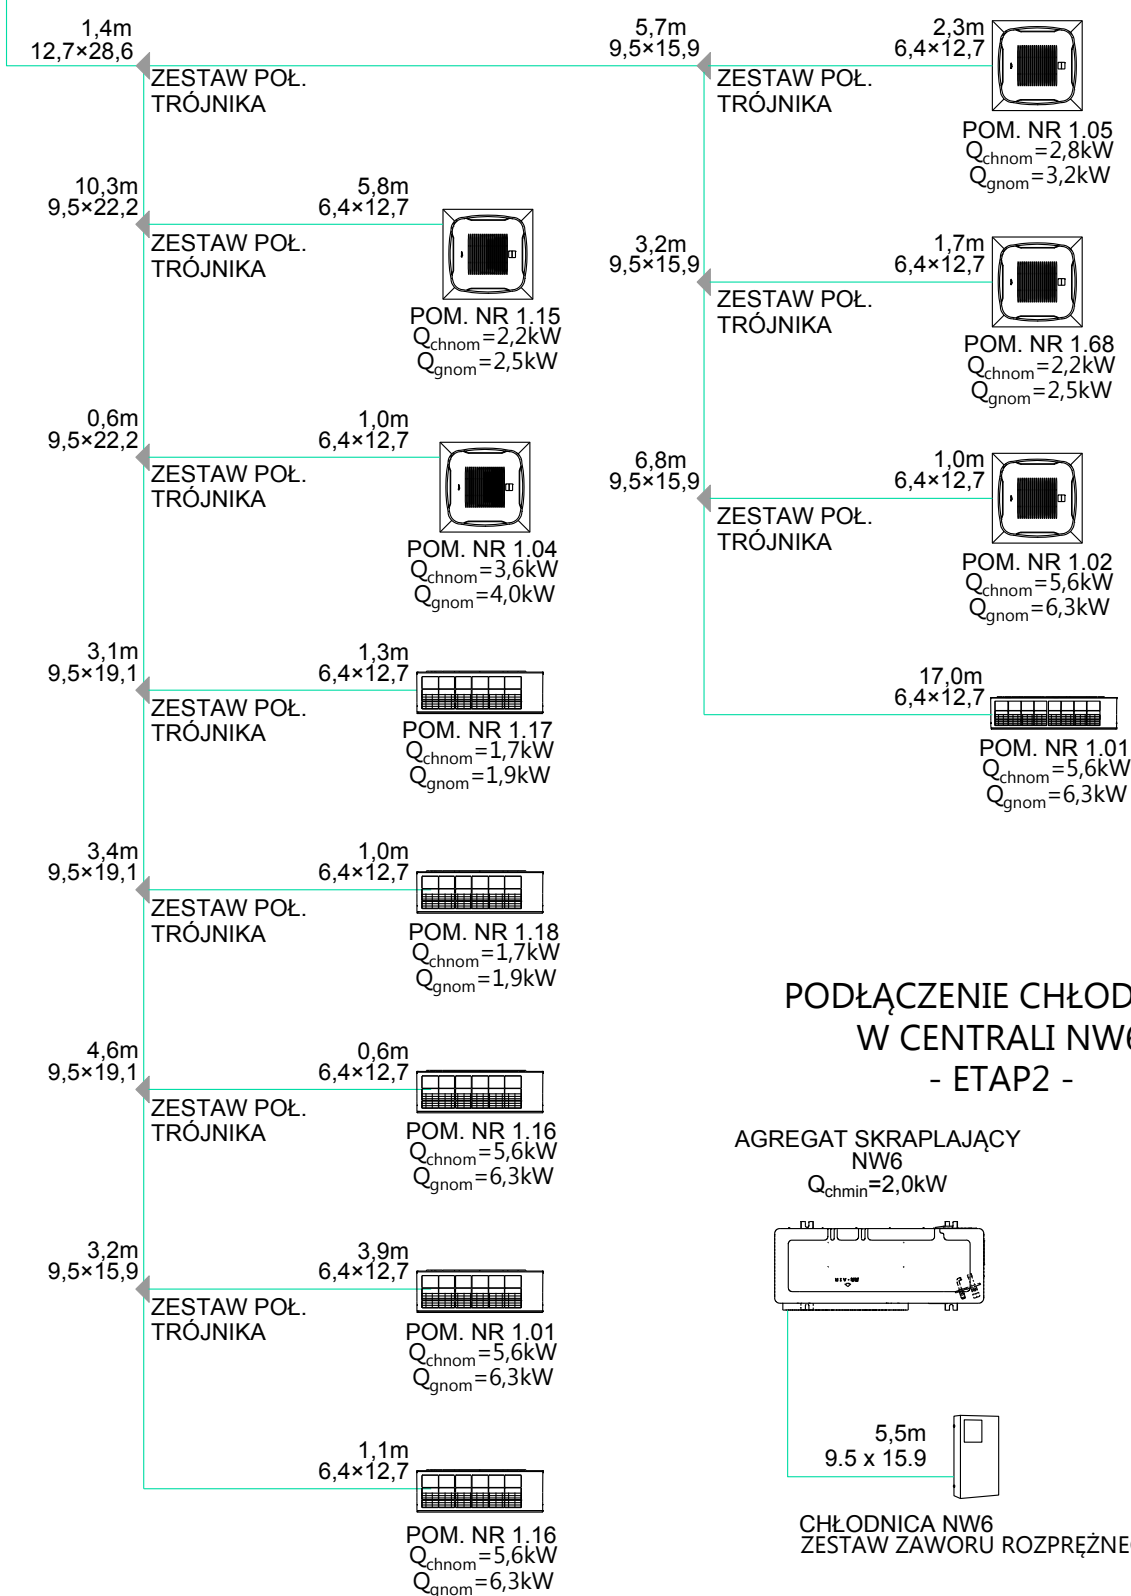 1,4m
12,7×28,6
ZESTAW POŁ.
TRÓJNIKA
10,3m
9,5×22,2
ZESTAW POŁ.
TRÓJNIKA
5,8m
6,4×12,7
POM. NR 1.15
Qchnom=2,2kW
Qgnom=2,5kW
0,6m
9,5×22,2
ZESTAW POŁ.
TRÓJNIKA
1,0m
6,4×12,7
POM. NR 1.04
Qchnom=3,6kW
Qgnom=4,0kW
3,1m
9,5×19,1
ZESTAW POŁ.
TRÓJNIKA
1,3m
6,4×12,7
POM. NR 1.17
Qchnom=1,7kW
Qgnom=1,9kW
3,4m
9,5×19,1
ZESTAW POŁ.
TRÓJNIKA
1,0m
6,4×12,7
POM. NR 1.18
Qchnom=1,7kW
Qgnom=1,9kW
4,6m
9,5×19,1
ZESTAW POŁ.
TRÓJNIKA
0,6m
6,4×12,7
POM. NR 1.16
Qchnom=5,6kW
Qgnom=6,3kW
3,2m
9,5×15,9
ZESTAW POŁ.
TRÓJNIKA
3,9m
6,4×12,7
POM. NR 1.01
Qchnom=5,6kW
Qgnom=6,3kW
1,1m
6,4×12,7
POM. NR 1.16
Qchnom=5,6kW
Qgnom=6,3kW
5,7m
9,5×15,9
ZESTAW POŁ.
TRÓJNIKA
2,3m
6,4×12,7
POM. NR 1.05
Qchnom=2,8kW
Qgnom=3,2kW
3,2m
9,5×15,9
ZESTAW POŁ.
TRÓJNIKA
1,7m
6,4×12,7
POM. NR 1.68
Qchnom=2,2kW
Qgnom=2,5kW
6,8m
9,5×15,9
ZESTAW POŁ.
TRÓJNIKA
1,0m
6,4×12,7
POM. NR 1.02
Qchnom=5,6kW
Qgnom=6,3kW
17,0m
6,4×12,7
POM. NR 1.01
Qchnom=5,6kW
Qgnom=6,3kW
PODŁĄCZENIE CHŁOD
W CENTRALI NW6
- ETAP2 -
AGREGAT SKRAPLAJĄCY
NW6
Qchmin=2,0kW
5,5m
9.5 x 15.9
CHŁODNICA NW6
ZESTAW ZAWORU ROZPRĘŻNE